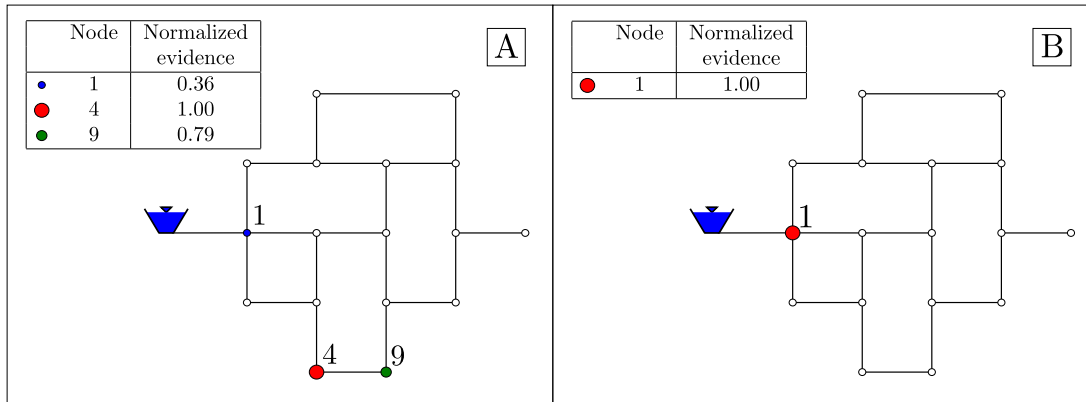 Node Normalized
evidence
1 0.36
4 1.00
9 0.79
A
1
4
9
Node Normalized
evidence
1 1.00
B
1